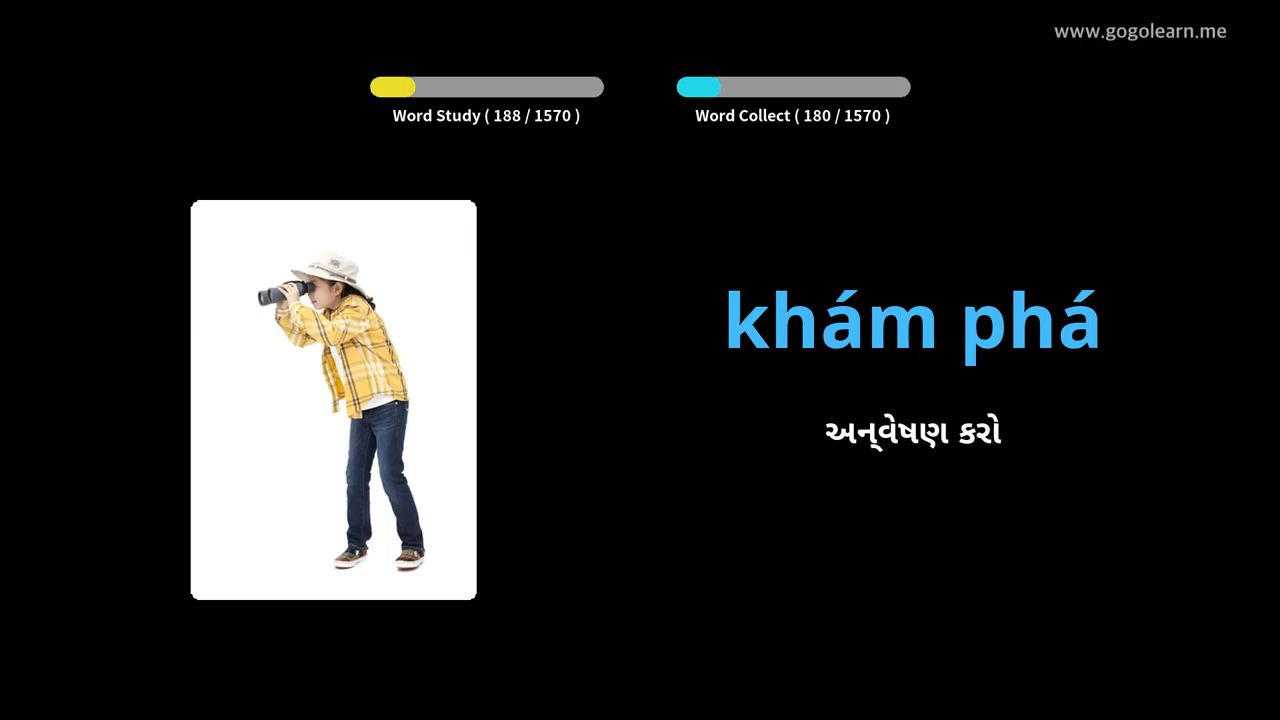 www.gogolearn.me
Word Study ( 188 / 1570 )
Word Collect ( 180 / 1570 )
khám phá
અન્વેષણ કરો